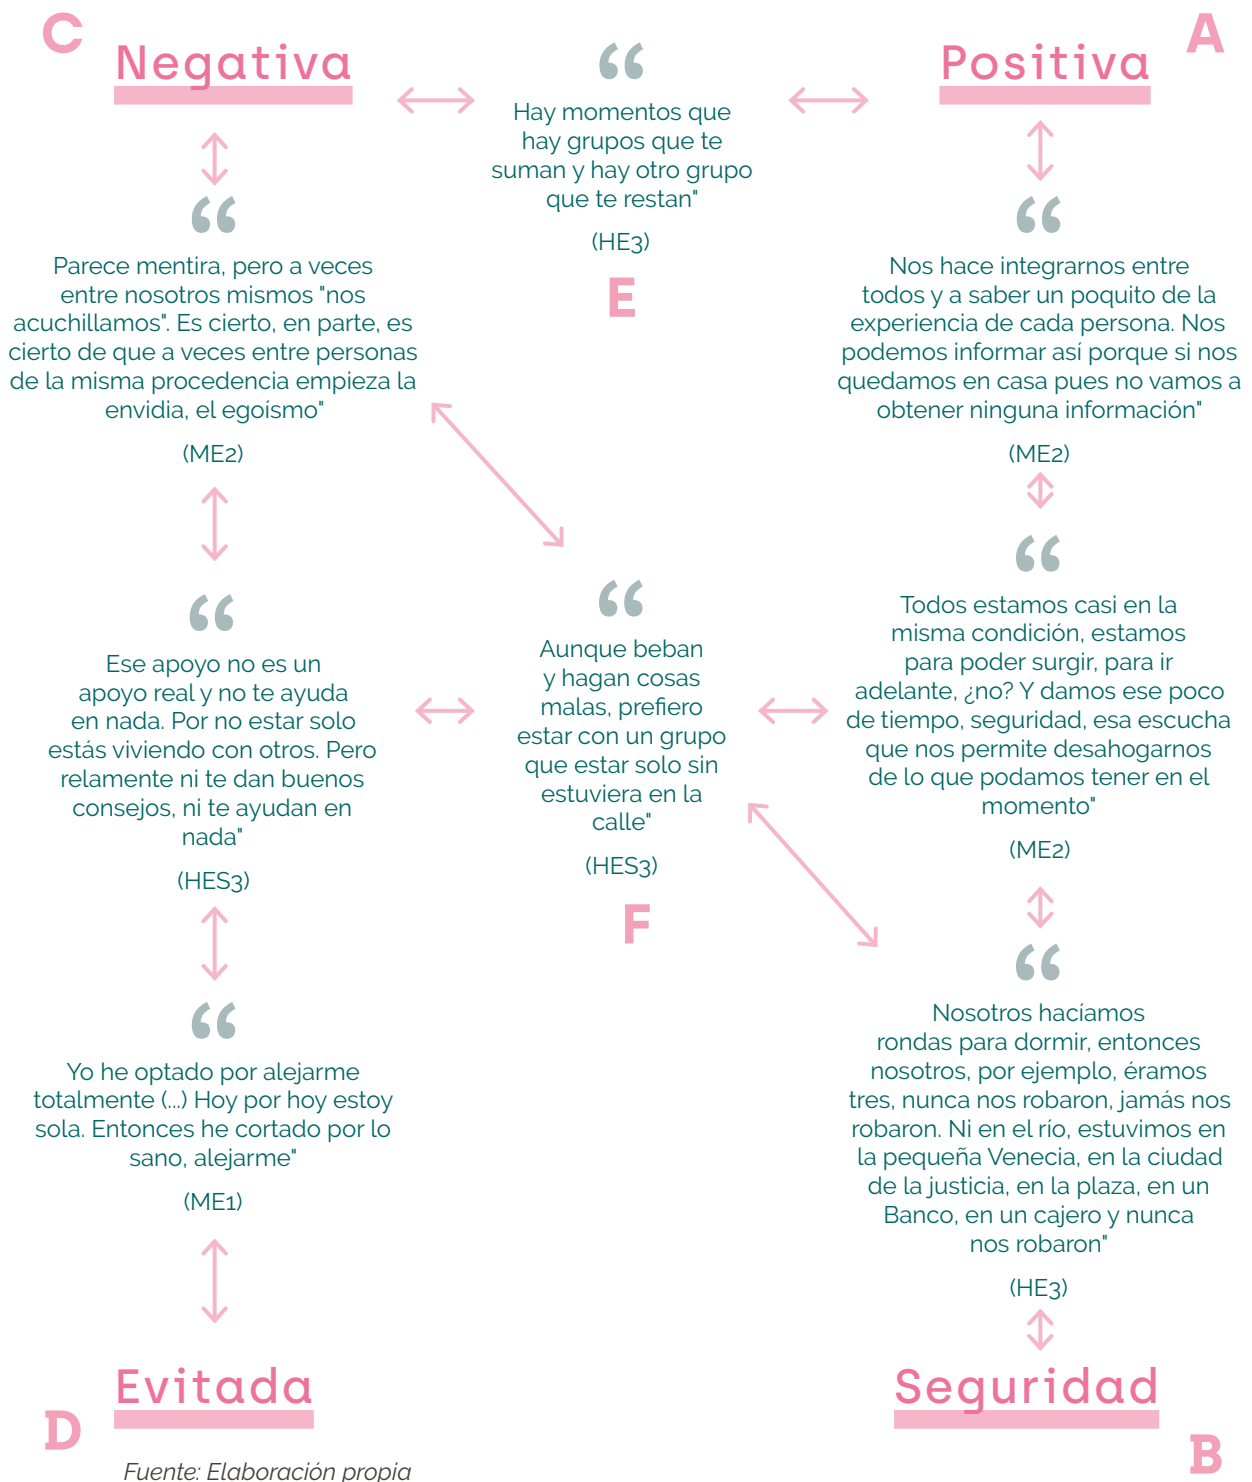 C
Negativa
A
Positiva
“
Hay momentos que
hay grupos que te
suman y hay otro grupo
que te restan"
(HE3)
E
“
Parece mentira, pero a veces
entre nosotros mismos "nos
acuchillamos". Es cierto, en parte, es
cierto de que a veces entre personas
de la misma procedencia empieza la
envidia, el egoísmo"
(ME2)
“
Nos hace integrarnos entre
todos y a saber un poquito de la
experiencia de cada persona. Nos
podemos informar así porque si nos
quedamos en casa pues no vamos a
obtener ninguna información"
(ME2)
“
Ese apoyo no es un
apoyo real y no te ayuda
en nada. Por no estar solo
estás viviendo con otros. Pero
relamente ni te dan buenos
consejos, ni te ayudan en
nada"
(HES3)
“
Aunque beban
y hagan cosas
malas, prefiero
estar con un grupo
que estar solo sin
estuviera en la
calle"
(HES3)
F
“
Todos estamos casi en la
misma condición, estamos
para poder surgir, para ir
adelante, ¿no? Y damos ese poco
de tiempo, seguridad, esa escucha
que nos permite desahogarnos
de lo que podamos tener en el
momento"
(ME2)
“
Yo he optado por alejarme
totalmente (...) Hoy por hoy estoy
sola. Entonces he cortado por lo
sano, alejarme"
(ME1)
“
Nosotros hacíamos
rondas para dormir, entonces
nosotros, por ejemplo, éramos
tres, nunca nos robaron, jamás nos
robaron. Ni en el río, estuvimos en
la pequeña Venecia, en la ciudad
de la justicia, en la plaza, en un
Banco, en un cajero y nunca
nos robaron"
(HE3)
Evitada
D
Seguridad
B
Fuente: Elaboración propia